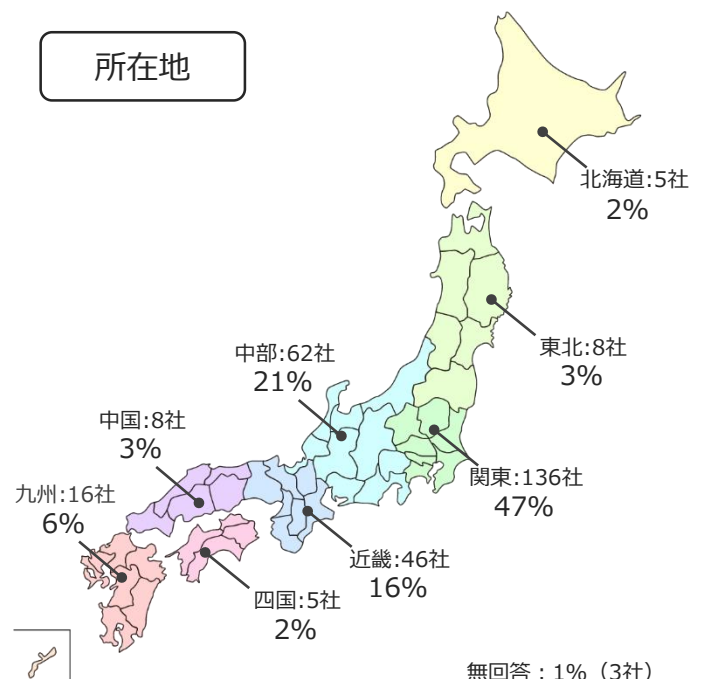 所在地
北海道:5社
2%
東北:8社
3%
中部:62社
21%
中国:8社
3%
関東:136社
47%
九州:16社
6%
近畿:46社
16%
四国:5社
2%
無回答：1%（3社）